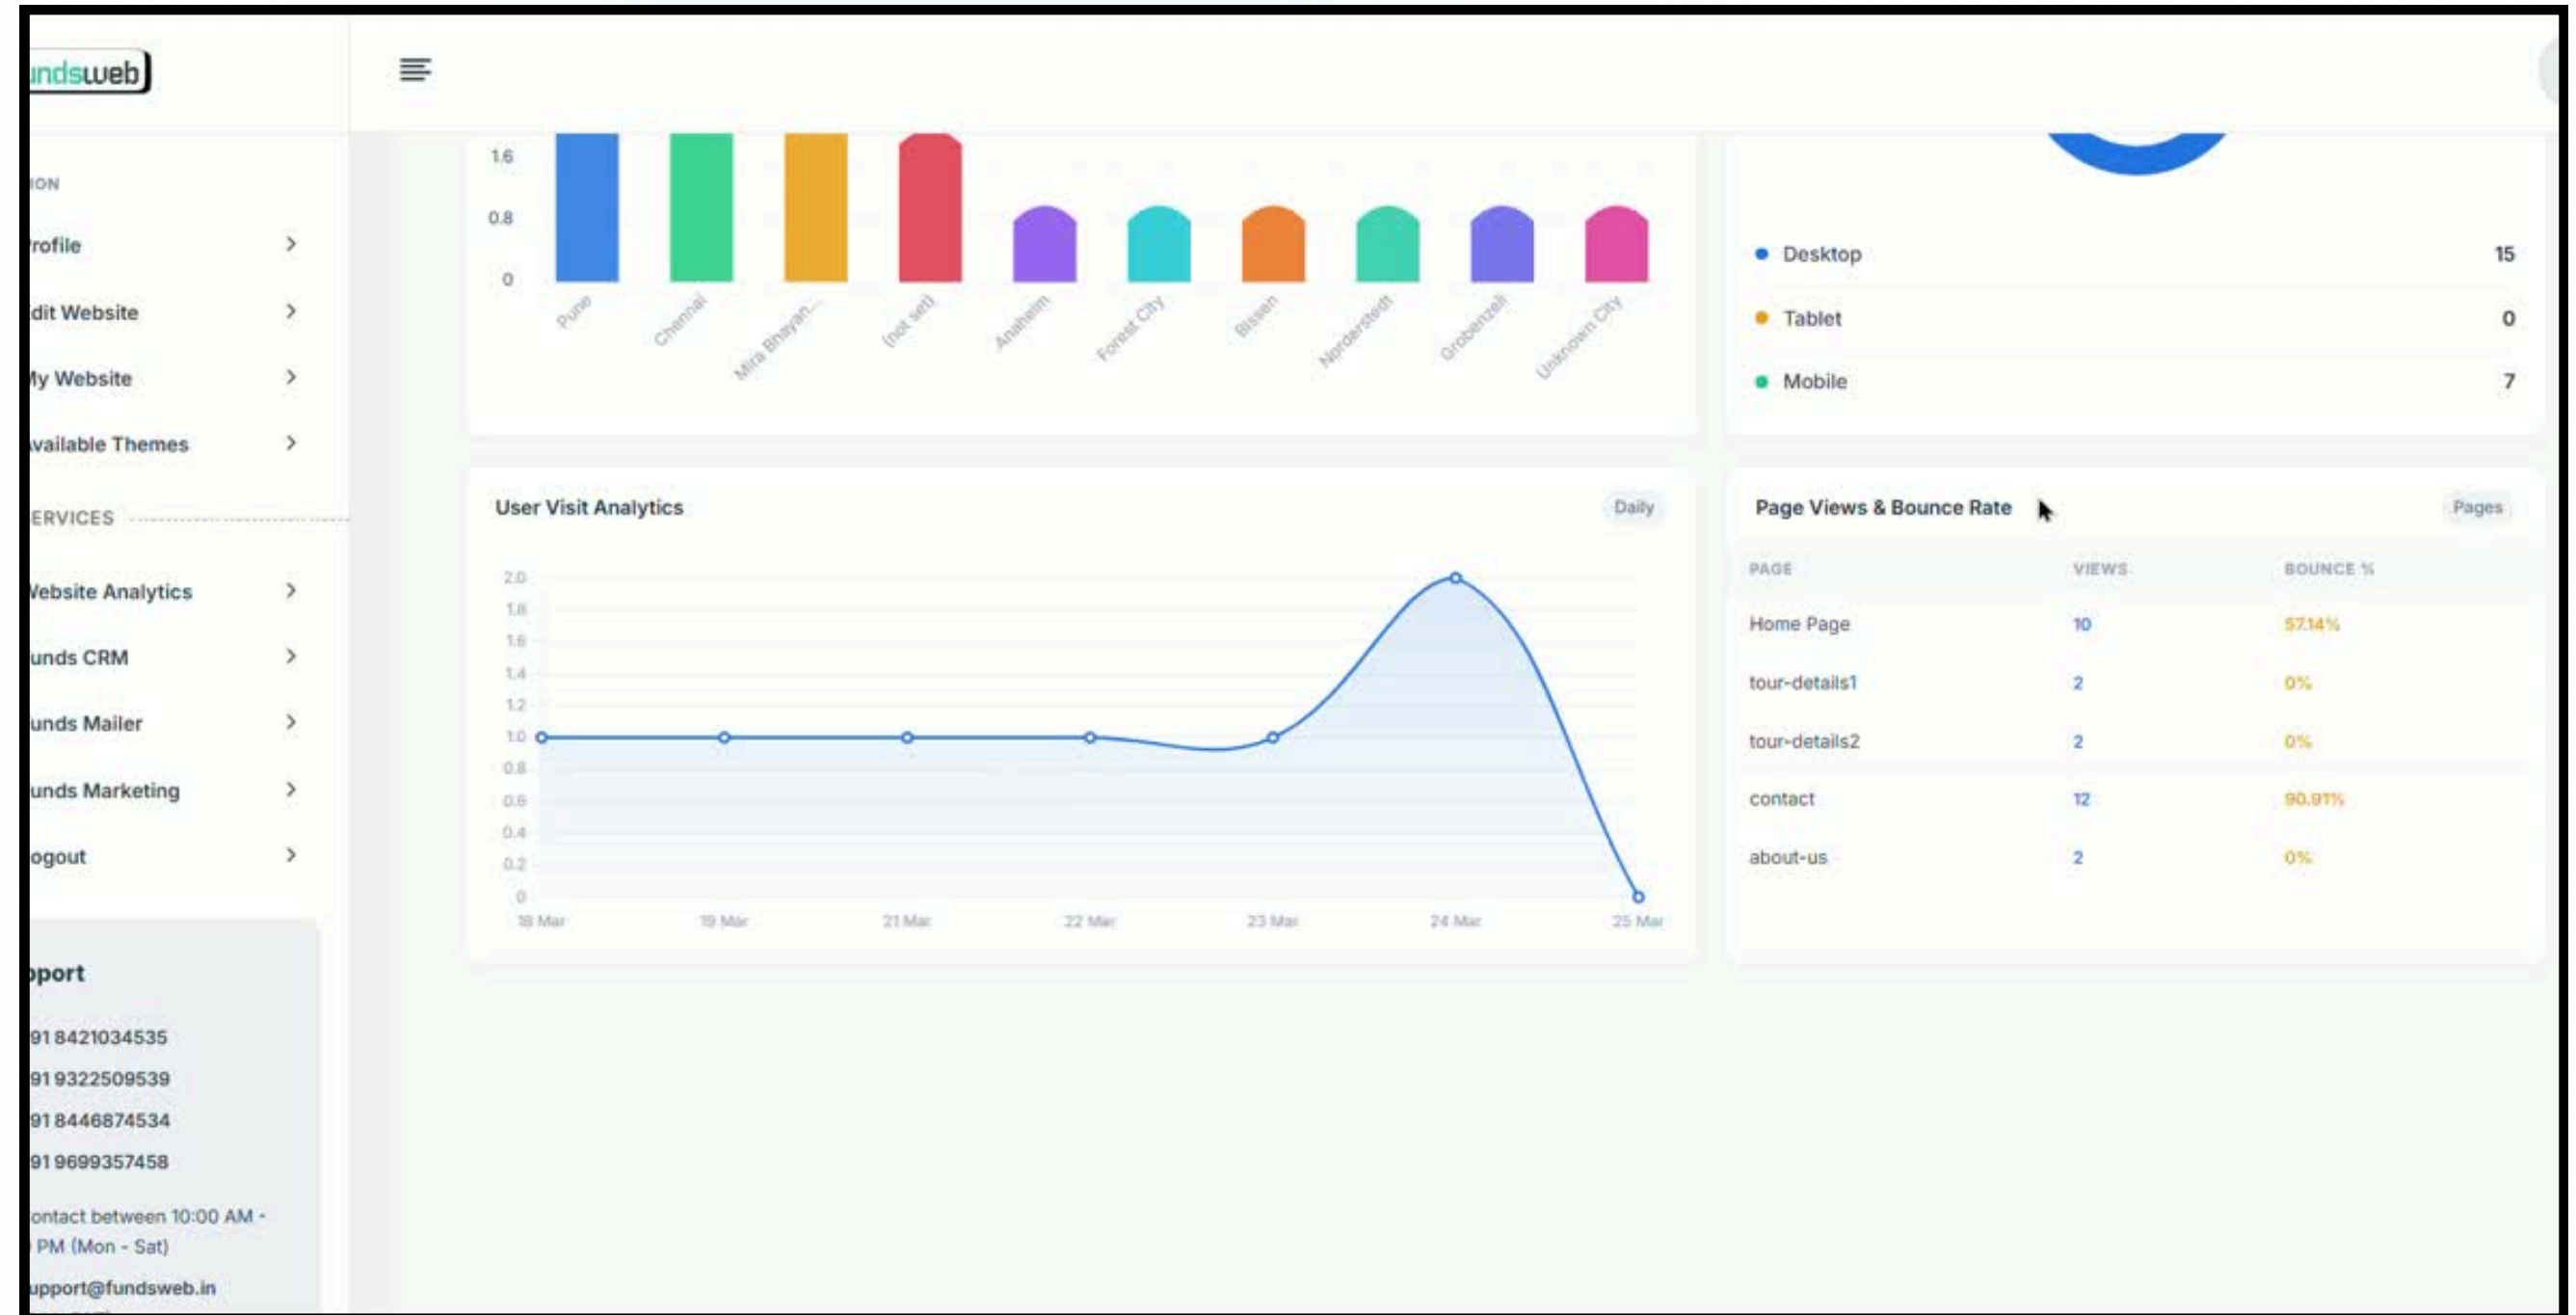 undsweb
ION
rofile
dit Website
My Website
vailable Themes
ERVICES
Website Analytics
unds CRM
unds Mailer
unds Marketing
ogout
pport
91 8421034535
91 9322509539
91 8446874534
91 9699357458
ontact between 10:00 AM -
PM (Mon - Sat)
upport@fundsweb.in
1.6
0.8
0
Pune
Chennai
Mira Bhayan...
(not set)
Anaheim
Forest City
Bissen
Norderstedt
Grobenzell
Unknown City
Desktop 15
Tablet 0
Mobile 7
User Visit Analytics Daily
2.0
1.8
1.6
1.4
1.2
1.0
0.8
0.6
0.4
0.2
0
18 Mar 19 Mar 21 Mar 22 Mar 23 Mar 24 Mar 25 Mar
Page Views & Bounce Rate Pages
PAGE VIEWS BOUNCE %
Home Page 10 57.14%
tour-details1 2 0%
tour-details2 2 0%
contact 12 90.91%
about-us 2 0%